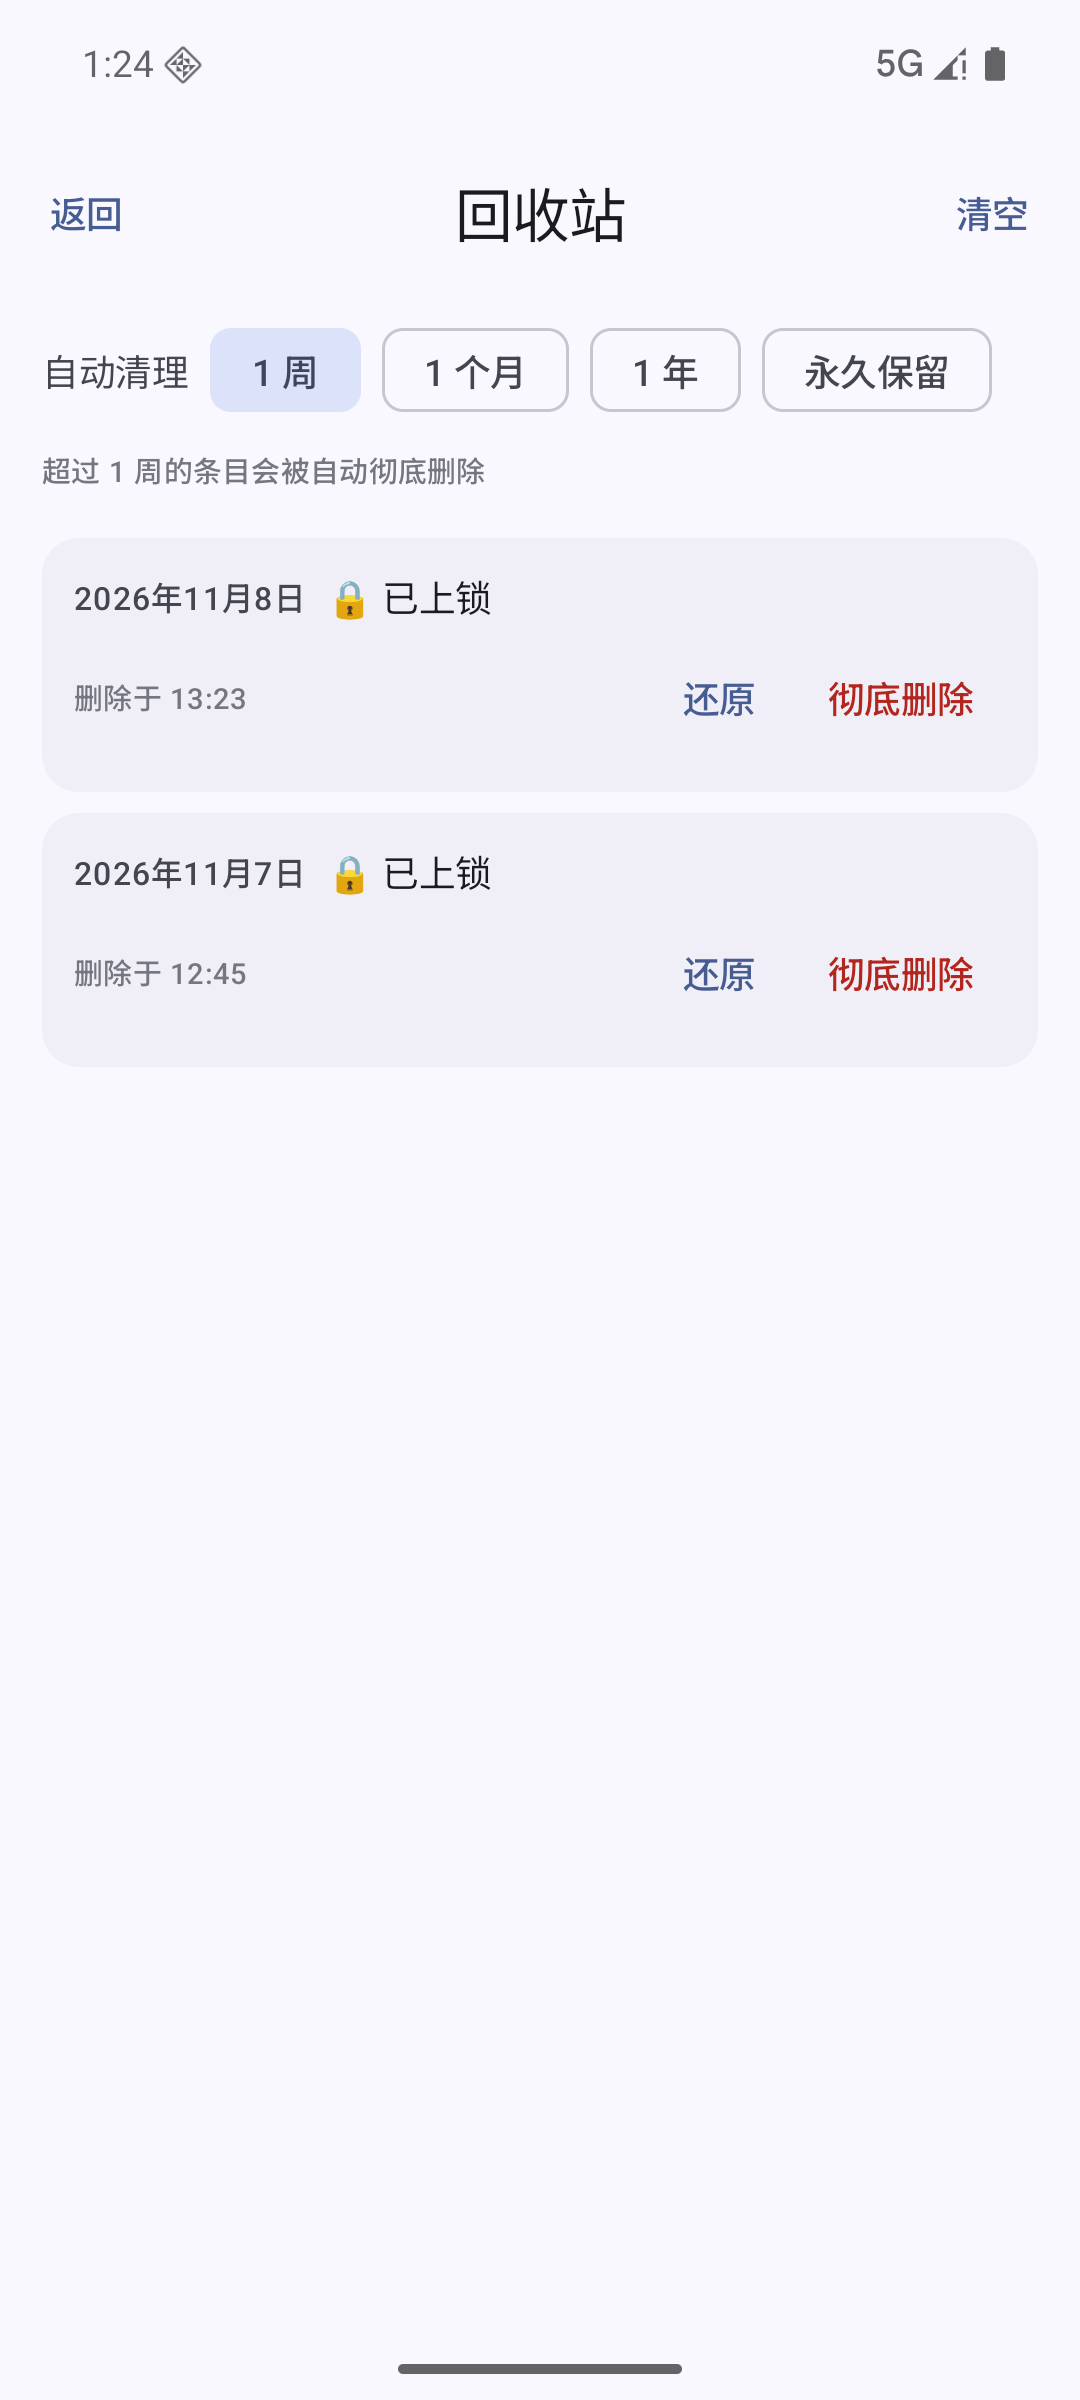 1:24
5G
返回
回收站
清空
自动清理
1 周
1 个月
1 年
永久保留
超过 1 周的条目会被自动彻底删除
2026年11月8日 🔒 已上锁
删除于 13:23
还原
彻底删除
2026年11月7日 🔒 已上锁
删除于 12:45
还原
彻底删除